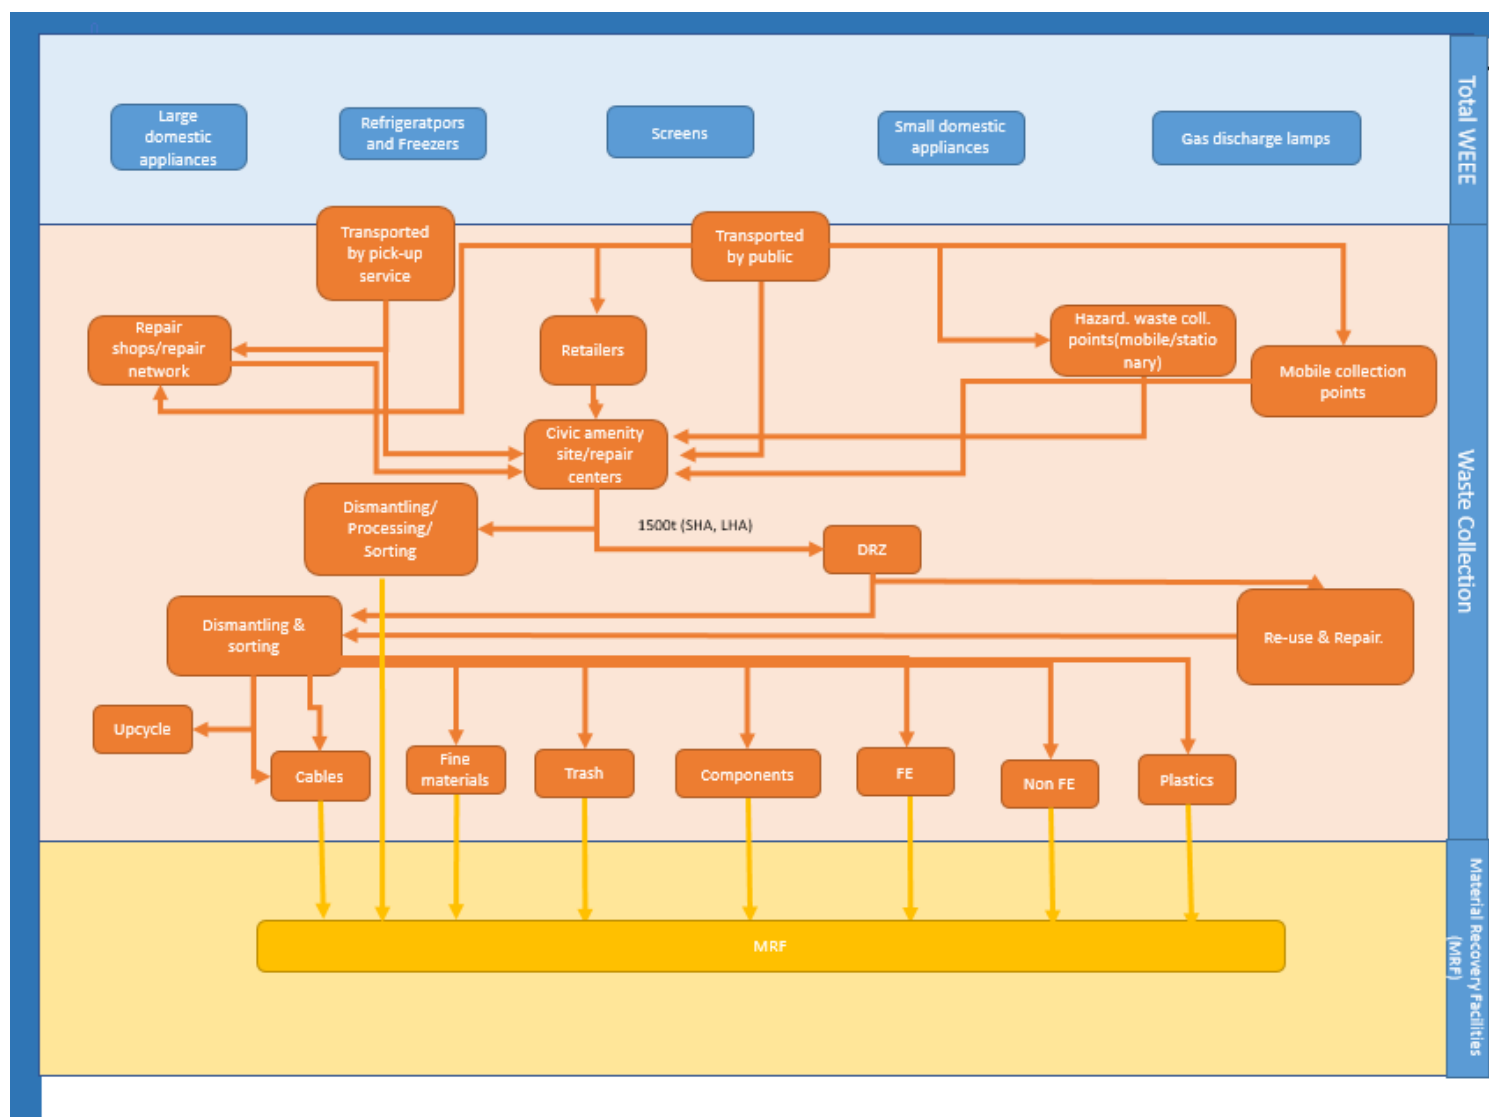 Large
domestic
appliances
Refrigeratpors
and Freezers
Screens
Small domestic
appliances
Gas discharge lamps
Total WEEE
Transported
by pick-up
service
Transported
by public
Repair
shops/repair
network
Retailers
Hazard. waste coll.
points(mobile/statio
nary)
Mobile collection
points
Civic amenity
site/repair
centers
Waste Collection
Dismantling/
Processing/
Sorting
1500t (SHA, LHA)
DRZ
Dismantling &
sorting
Re-use & Repair.
Upcycle
Cables
Fine
materials
Trash
Components
FE
Non FE
Plastics
Material Recovery Facilities
(MRF)
MRF